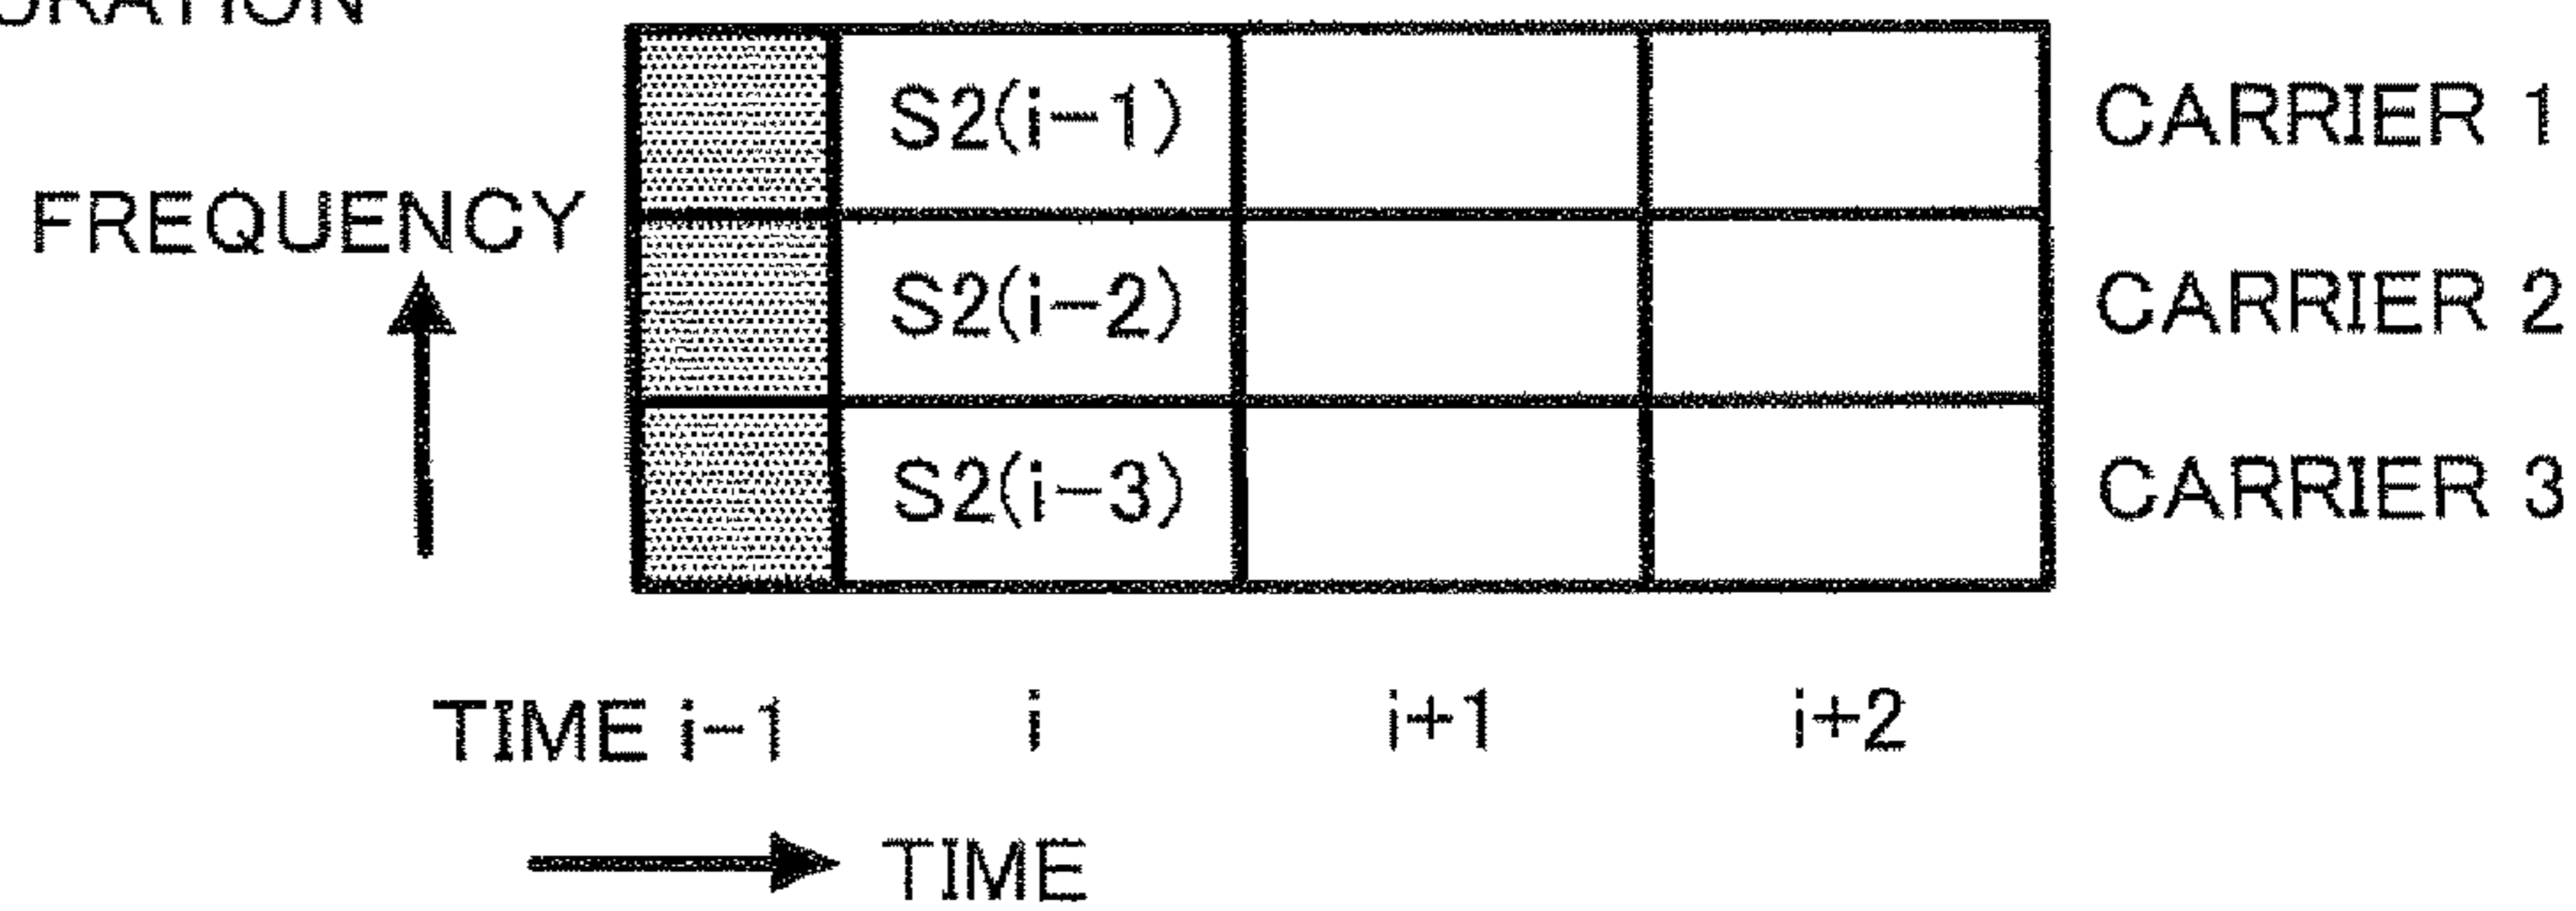 S2(i-1) CARRIER 1
FREQUENCY
S2(i-2) CARRIER 2
S2(i-3) CARRIER 3
TIME i-1 i i+1 i+2
TIME